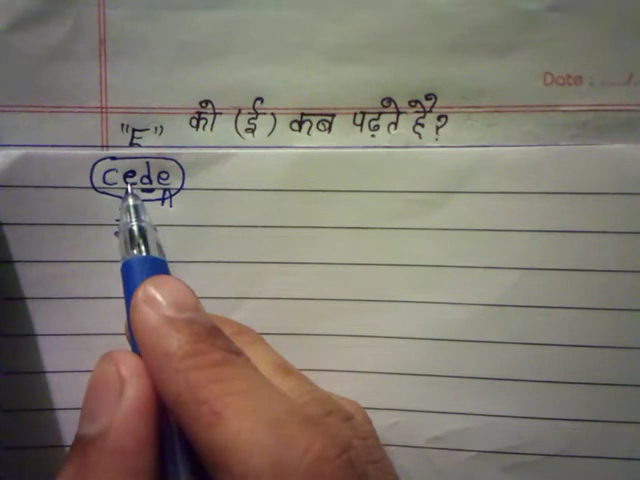 Date : ...../.
"E" को (ई) कब पढ़ते हैं?
cede
A